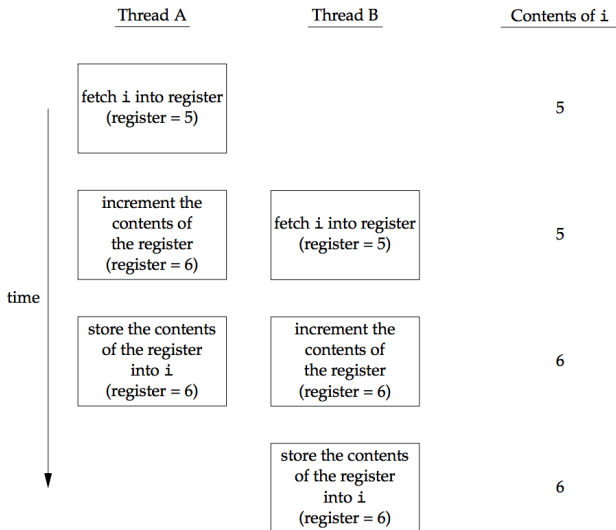 Thread A
Thread B
Contents of i
fetch i into register
(register = 5)
5
increment the
contents of
the register
(register = 6)
fetch i into register
(register = 5)
5
time
store the contents
of the register
into i
(register = 6)
increment the
contents of
the register
(register = 6)
6
store the contents
of the register
into i
(register = 6)
6